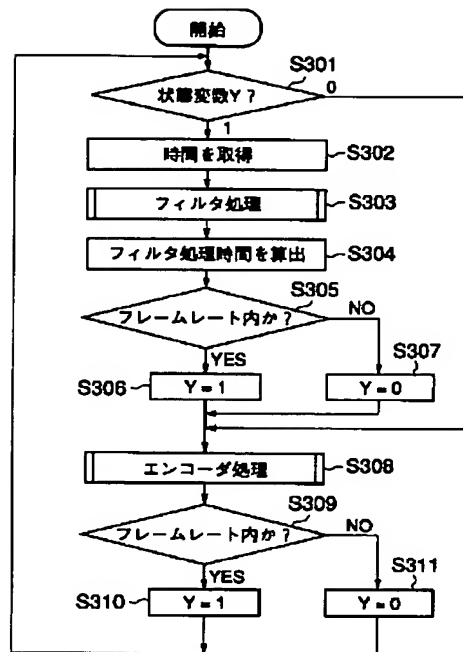 開始
S301
状態変数Y?
0
1
時間を取得
S302
フィルタ処理
S303
フィルタ処理時間を算出
S304
S305
フレームレート内か?
NO
YES
S307
S306
Y = 1
Y = 0
エンコーダ処理
S308
S309
フレームレート内か?
NO
YES
S311
S310
Y = 1
Y = 0